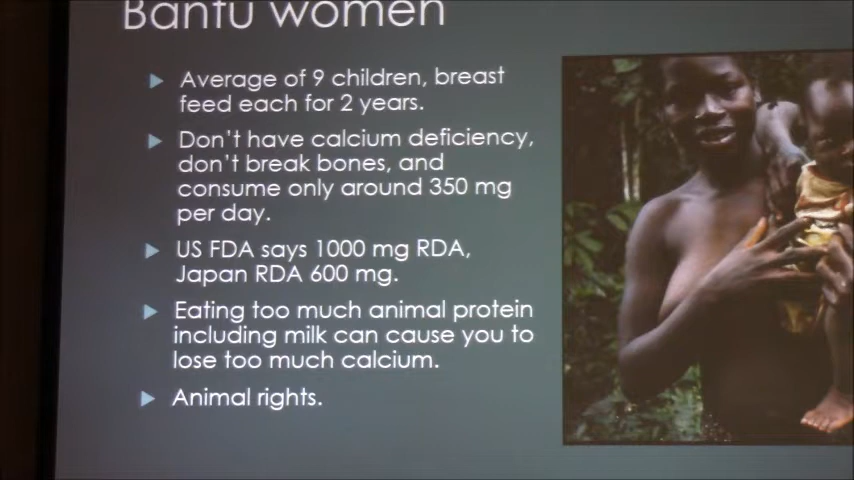 Bantu women
Average of 9 children, breast
feed each for 2 years.
Don't have calcium deficiency,
don't break bones, and
consume only around 350 mg
per day.
US FDA says 1000 mg RDA,
Japan RDA 600 mg.
Eating too much animal protein
including milk can cause you to
lose too much calcium.
Animal rights.